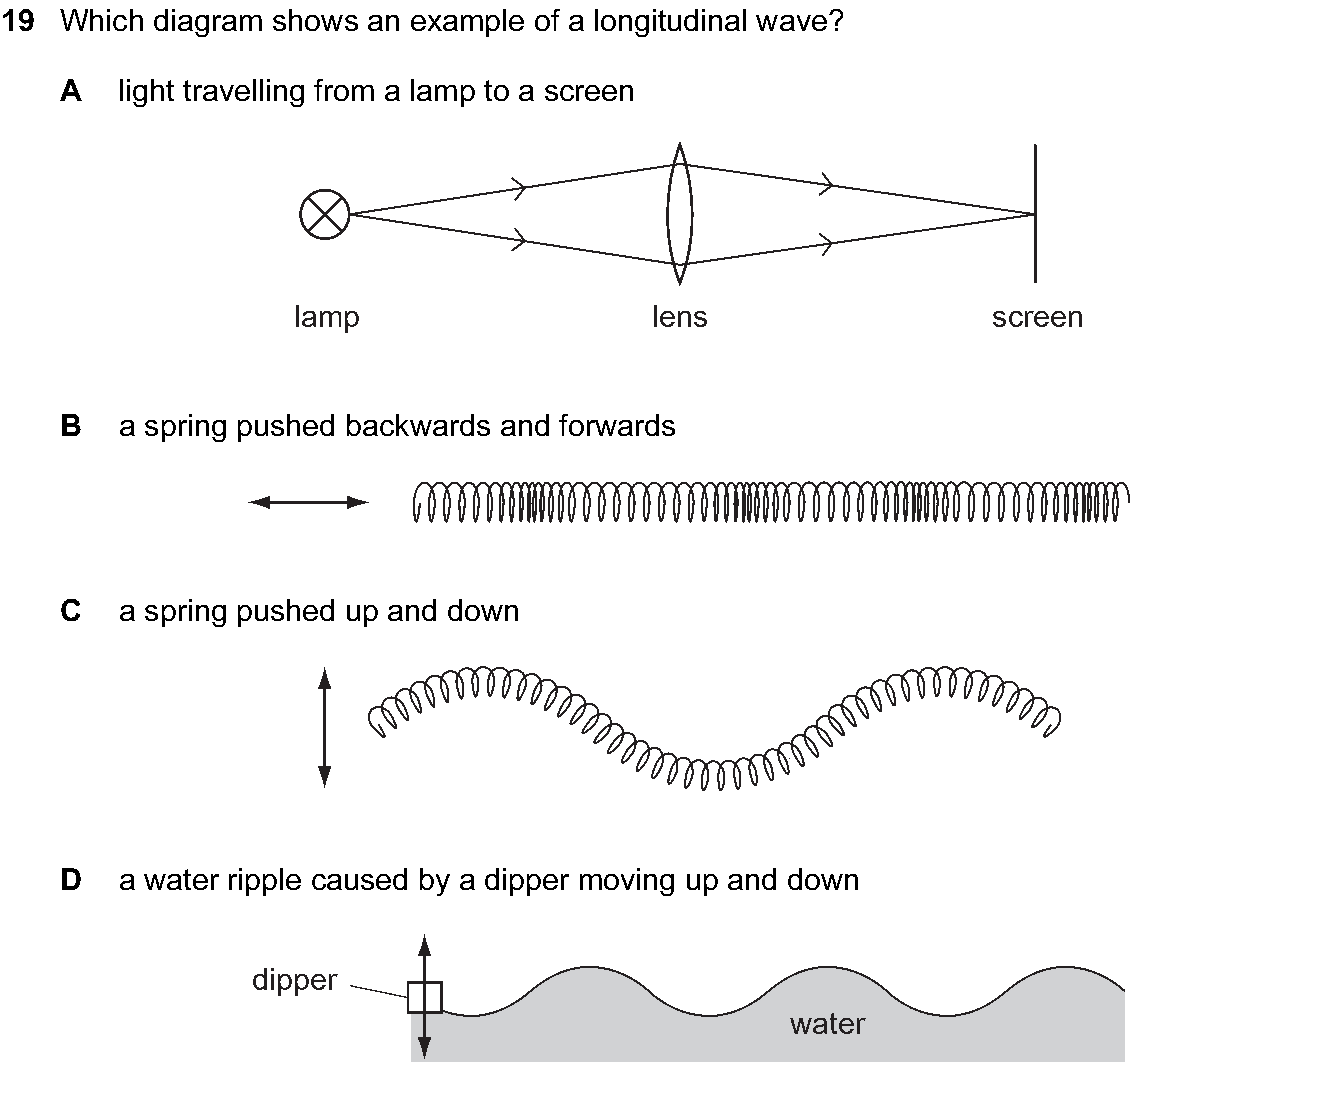 19 Which diagram shows an example of a longitudinal wave?
A light travelling from a lamp to a screen
lamp lens screen
B a spring pushed backwards and forwards
C a spring pushed up and down
D a water ripple caused by a dipper moving up and down
dipper
water